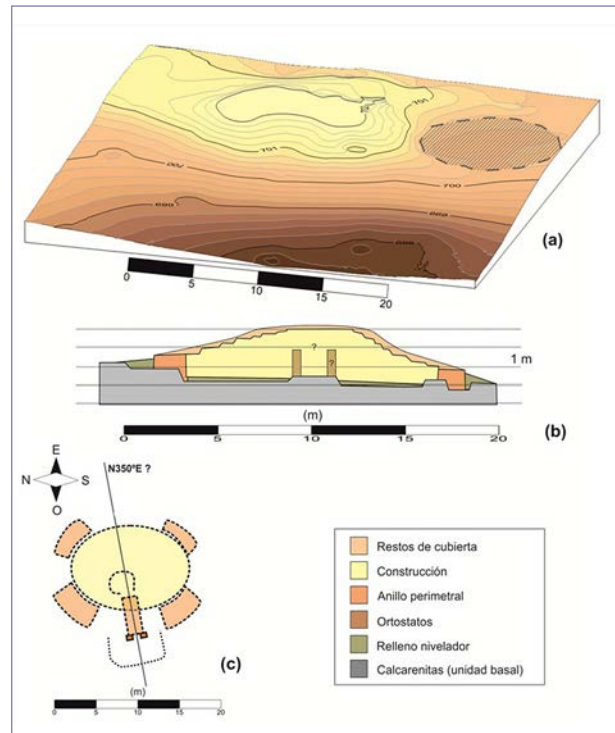 701
701
700
700
699
699
698
(a)
0 5 10 15 20
?
?
1 m
(m)
0 5 10 15 20
(b)
E
N S
O
N350ºE ?
(c)
(m)
0 5 10 15 20
Restos de cubierta
Construcción
Anillo perimetral
Ortostatos
Relleno nivelador
Calcarenitas (unidad basal)